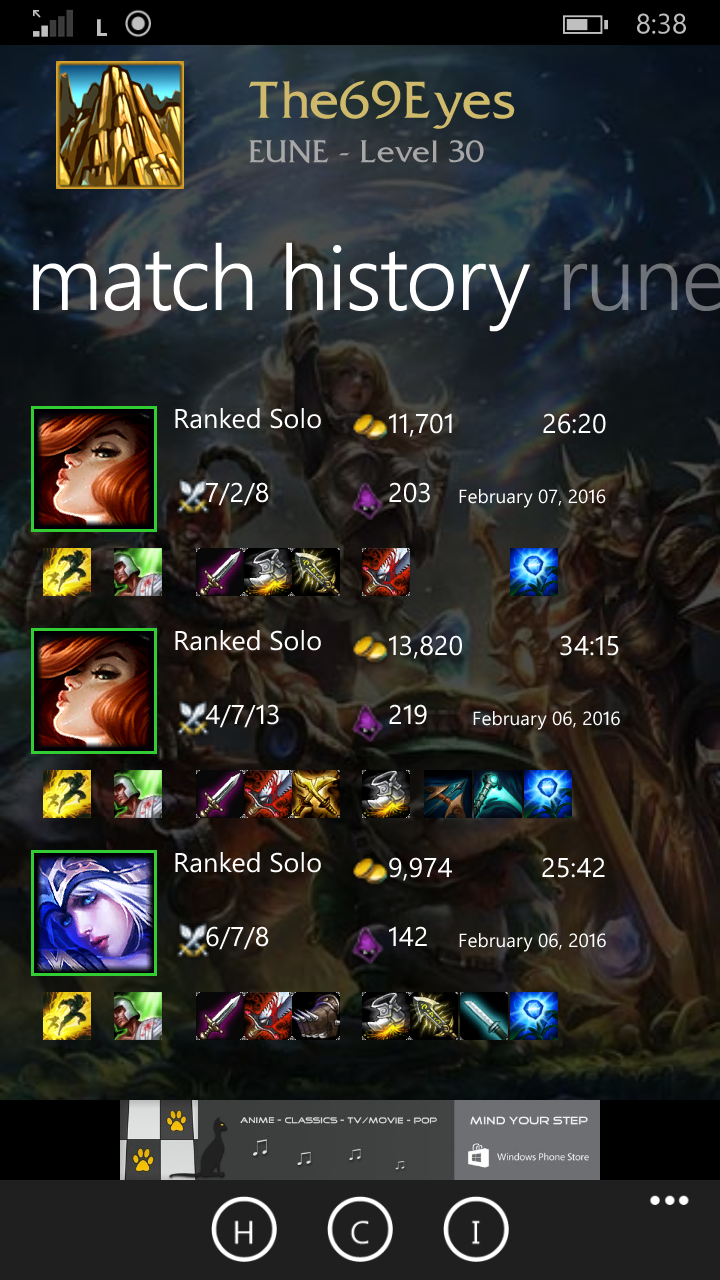 L 8:38
The69Eyes
EUNE - Level 30
match history rune
Ranked Solo 11,701 26:20
7/2/8 203 February 07, 2016
Ranked Solo 13,820 34:15
4/7/13 219 February 06, 2016
Ranked Solo 9,974 25:42
6/7/8 142 February 06, 2016
ANIME - CLASSICS - TV/MOVIE - POP MIND YOUR STEP
Windows Phone Store
H C I